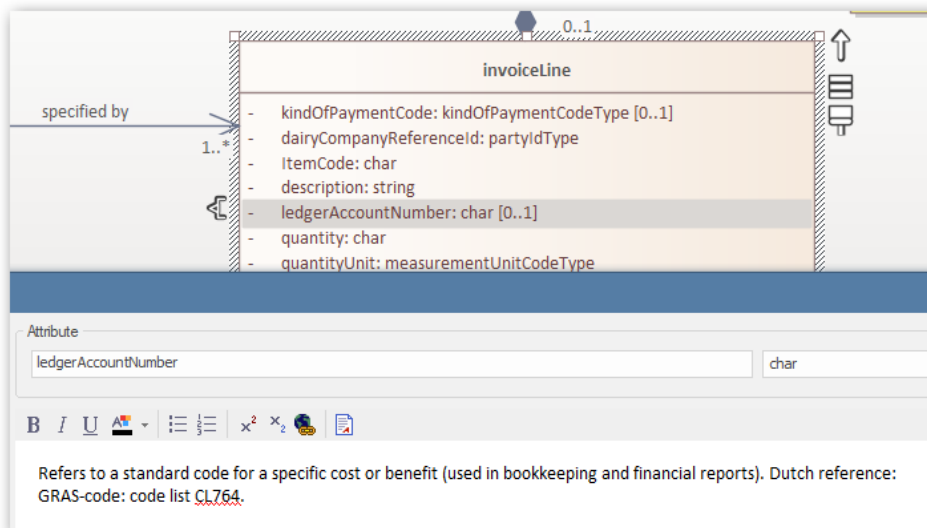 0..1
invoiceLine
specified by
1..*
- kindOfPaymentCode: kindOfPaymentCodeType [0..1]
- dairyCompanyReferenceId: partyIdType
- ItemCode: char
- description: string
- ledgerAccountNumber: char [0..1]
- quantity: char
- quantityUnit: measurementUnitCodeType
Attribute
ledgerAccountNumber char
B I U A x² x₂
Refers to a standard code for a specific cost or benefit (used in bookkeeping and financial reports). Dutch reference:
GRAS-code: code list CL764.